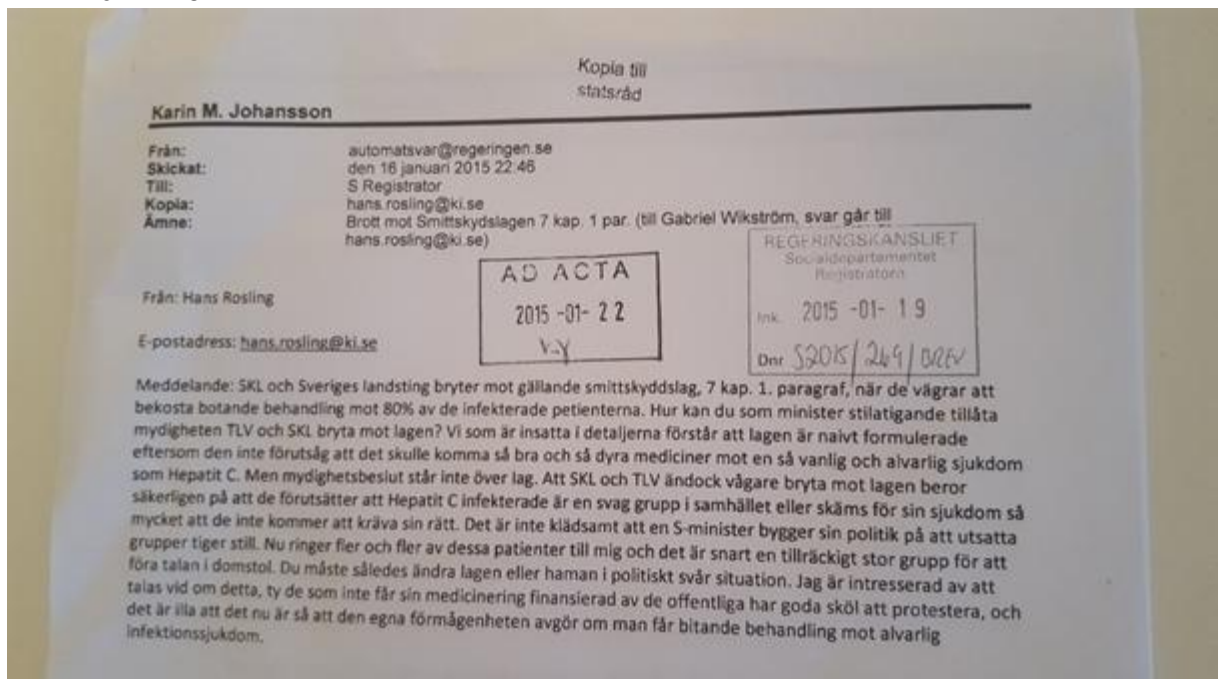 Kopia till
statsråd
Karin M. Johansson
Från: automatsvar@regeringen.se
Skickat: den 16 januari 2015 22:46
Till: S Registrator
Kopia: hans.rosling@ki.se
Ämne: Brott mot Smittskydslagen 7 kap. 1 par. (till Gabriel Wikström, svar går till
hans.rosling@ki.se)
REGERINGSKANSLIET
Socialdepartementet
Registratorn
Ink. 2015 -01- 19
Dnr S2015/249/BREV
AD ACTA
2015 -01- 22
Från: Hans Rosling
E-postadress: hans.rosling@ki.se
Meddelande: SKL och Sveriges landsting bryter mot gällande smittskyddslag, 7 kap. 1. paragraf, när de vägrar att
bekosta botande behandling mot 80% av de infekterade petienterna. Hur kan du som minister stilatigande tillåta
mydigheten TLV och SKL bryta mot lagen? Vi som är insatta i detaljerna förstår att lagen är naivt formulerade
eftersom den inte förutsåg att det skulle komma så bra och så dyra mediciner mot en så vanlig och alvarlig sjukdom
som Hepatit C. Men mydighetsbeslut står inte över lag. Att SKL och TLV ändock vågare bryta mot lagen beror
säkerligen på att de förutsätter att Hepatit C infekterade är en svag grupp i samhället eller skäms för sin sjukdom så
mycket att de inte kommer att kräva sin rätt. Det är inte klädsamt att en S-minister bygger sin politik på att utsatta
grupper tiger still. Nu ringer fler och fler av dessa patienter till mig och det är snart en tillräckigt stor grupp för att
föra talan i domstol. Du måste således ändra lagen eller haman i politiskt svår situation. Jag är intresserad av att
talas vid om detta, ty de som inte får sin medicinering finansierad av de offentliga har goda sköl att protestera, och
det är illa att det nu är så att den egna förmågenheten avgör om man får bitande behandling mot alvarlig
infektionssjukdom.